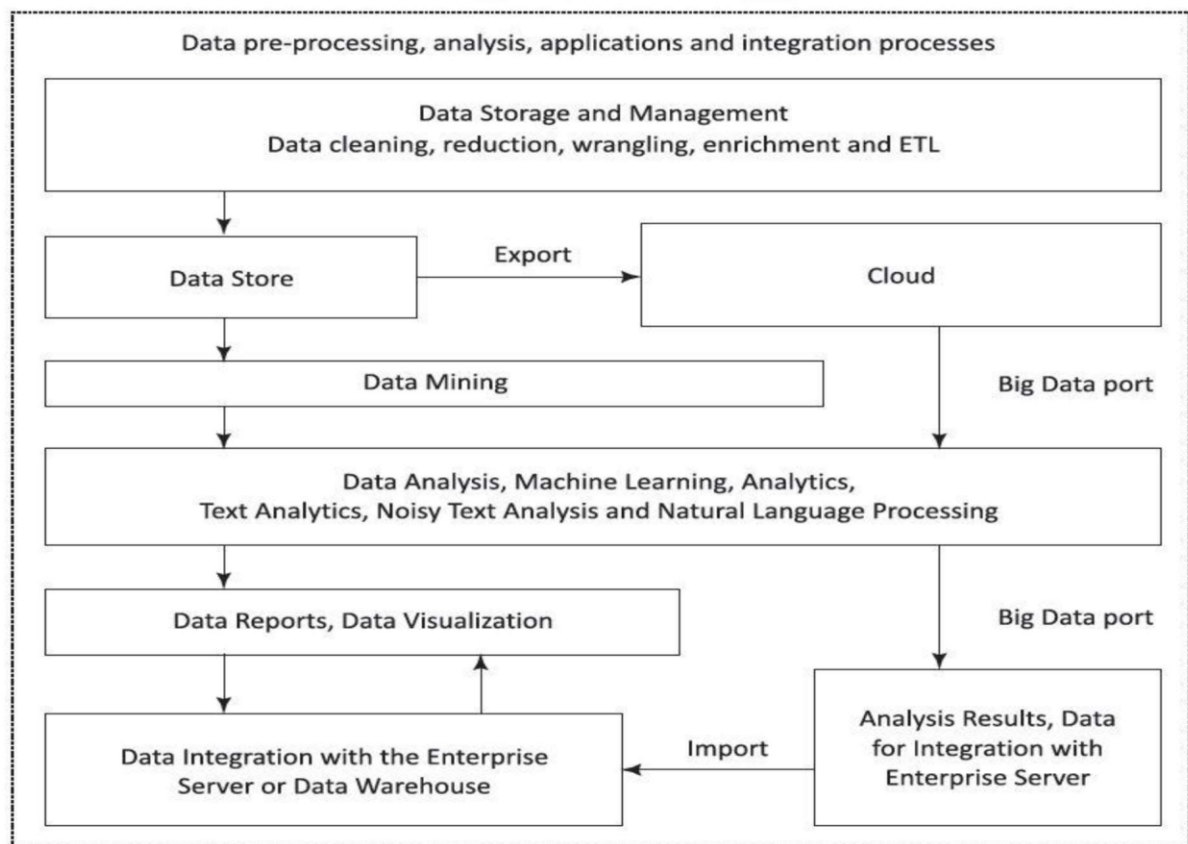 Data pre-processing, analysis, applications and integration processes
Data Storage and Management
Data cleaning, reduction, wrangling, enrichment and ETL
Data Store
Export
Cloud
Data Mining
Big Data port
Data Analysis, Machine Learning, Analytics,
Text Analytics, Noisy Text Analysis and Natural Language Processing
Data Reports, Data Visualization
Big Data port
Data Integration with the Enterprise
Server or Data Warehouse
Import
Analysis Results, Data
for Integration with
Enterprise Server